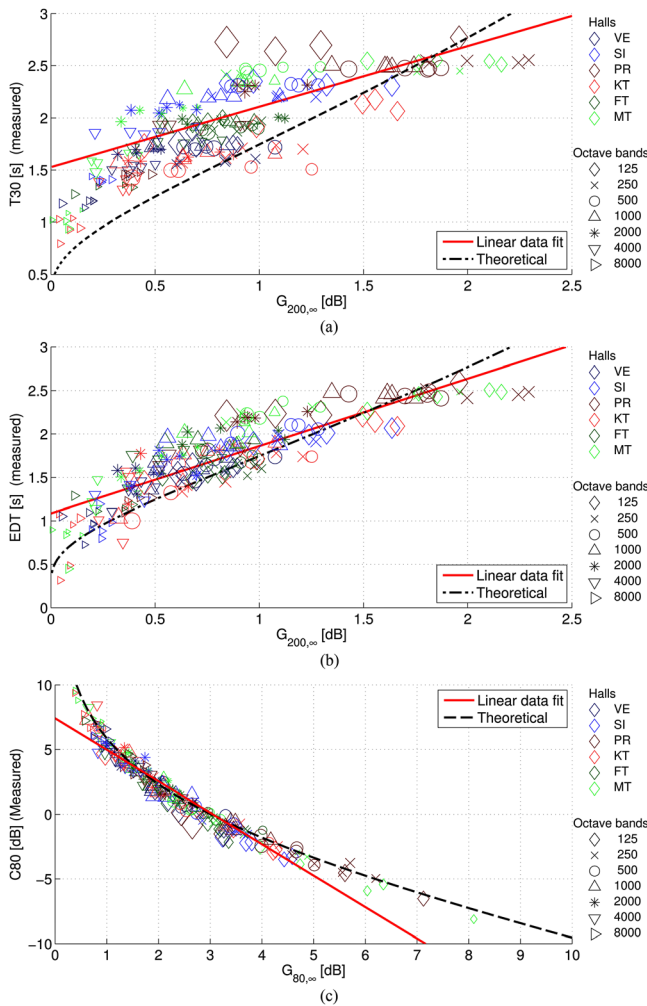 3
2.5
2
1.5
1
0.5
T30 [s] (measured)
0
0.5
1
1.5
2
2.5
G200,∞ [dB]
Linear data fit
Theoretical
Halls
VE
SI
PR
KT
FT
MT
Octave bands
125
250
500
1000
2000
4000
8000
(a)
3
2.5
2
1.5
1
0.5
0
EDT [s] (measured)
0
0.5
1
1.5
2
2.5
G200,∞ [dB]
Linear data fit
Theoretical
Halls
VE
SI
PR
KT
FT
MT
Octave bands
125
250
500
1000
2000
4000
8000
(b)
10
5
0
−5
−10
C80 [dB] (Measured)
0
1
2
3
4
5
6
7
8
9
10
G80,∞ [dB]
Linear data fit
Theoretical
Halls
VE
SI
PR
KT
FT
MT
Octave bands
125
250
500
1000
2000
4000
8000
(c)